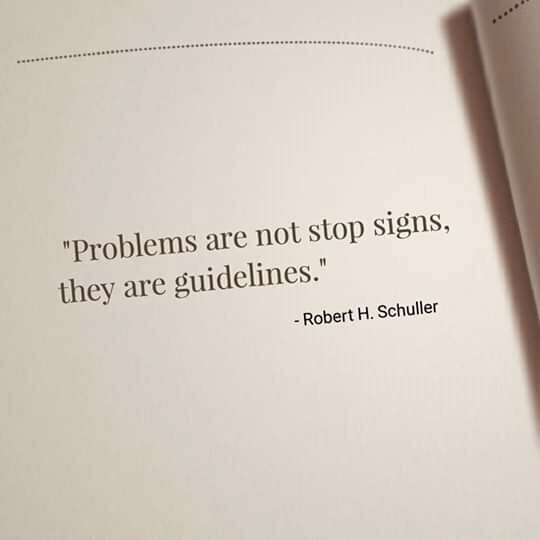 "Problems are not stop signs,
they are guidelines."
- Robert H. Schuller